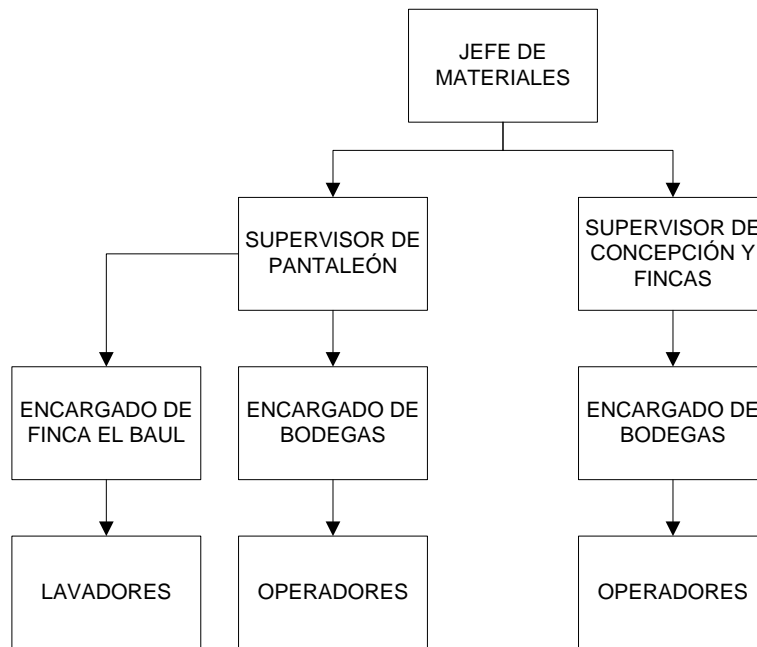 JEFE DE
MATERIALES
SUPERVISOR DE
PANTALEÓN
SUPERVISOR DE
CONCEPCIÓN Y
FINCAS
ENCARGADO DE
FINCA EL BAUL
ENCARGADO DE
BODEGAS
ENCARGADO DE
BODEGAS
LAVADORES
OPERADORES
OPERADORES